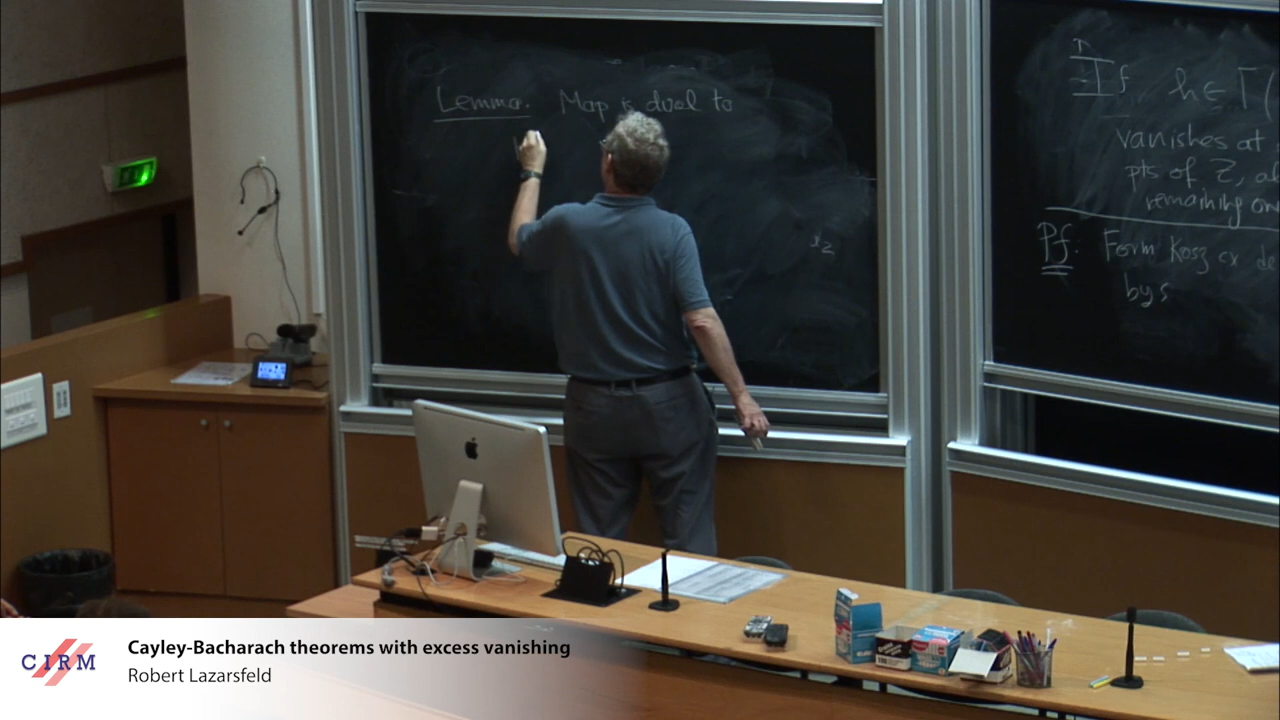 Lemma. Map is dual to
x_2
If h ∈ Γ(
vanishes at
pts of Z, al
remaining on
Pf: Form Kosz cx de
by s
CIRM
Cayley-Bacharach theorems with excess vanishing
Robert Lazarsfeld